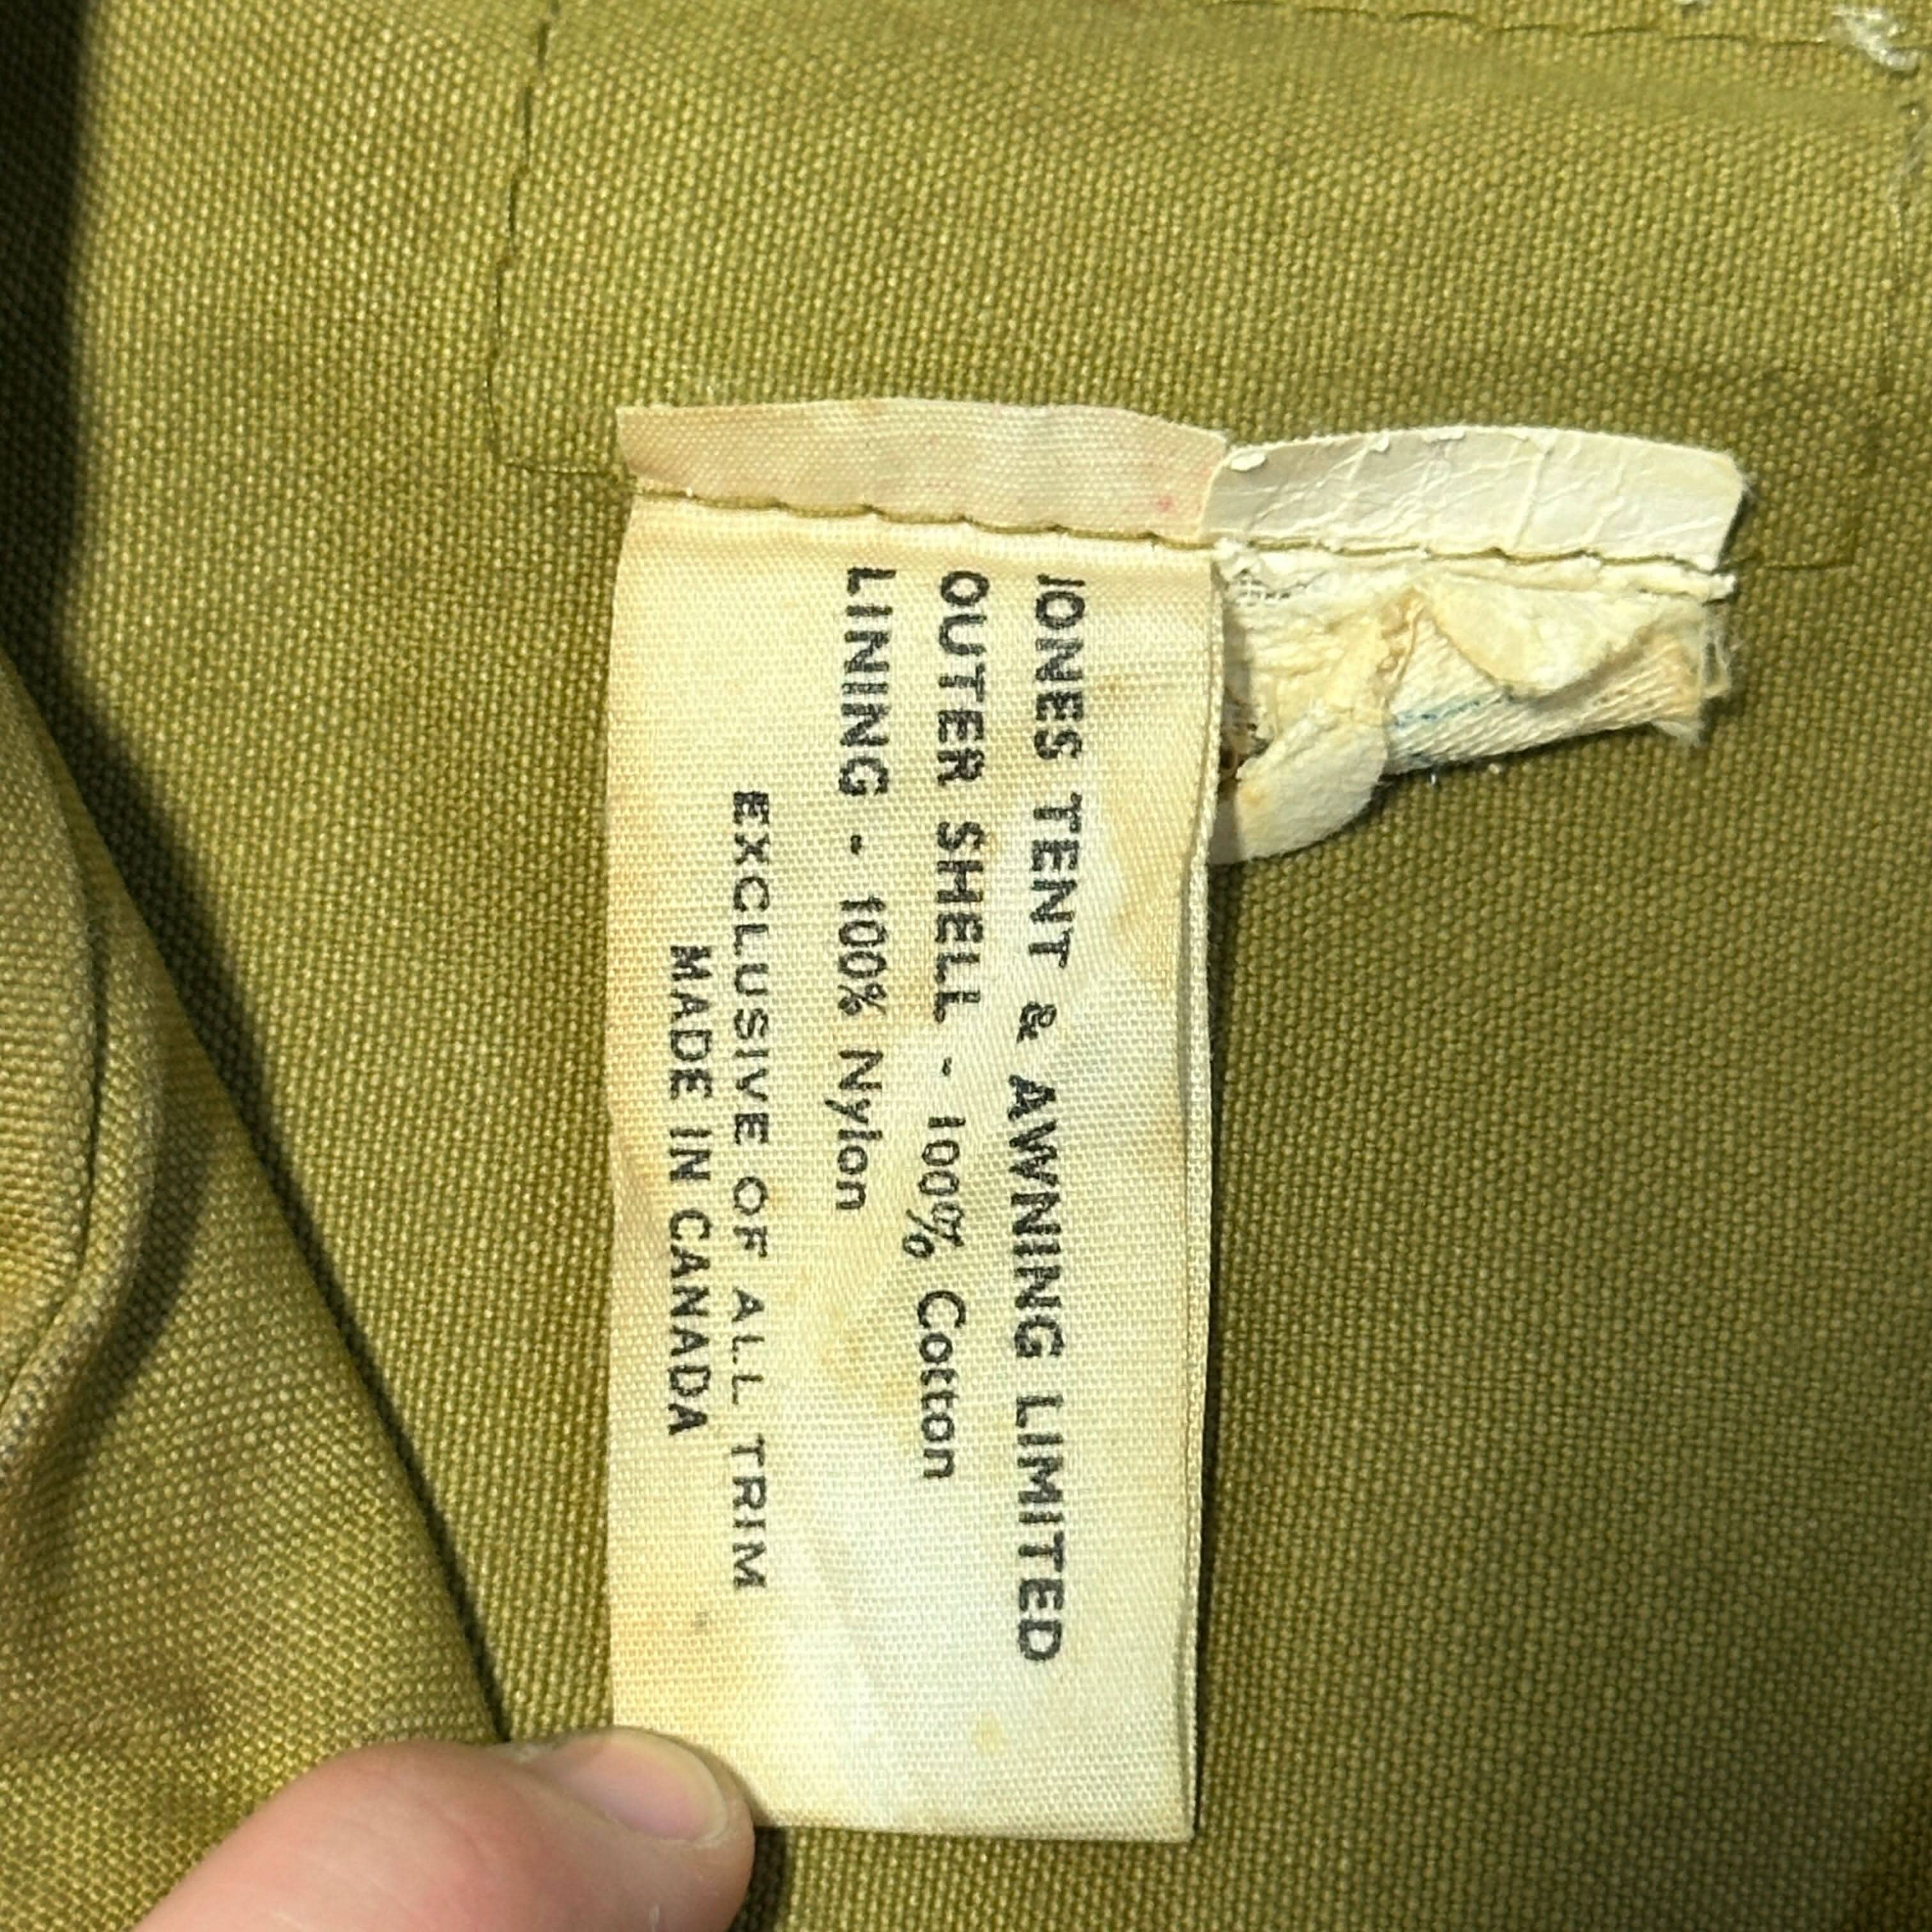 JONES TENT & AWNING LIMITED
OUTER SHELL - 100% Cotton
LINING - 100% Nylon
EXCLUSIVE OF ALL TRIM
MADE IN CANADA